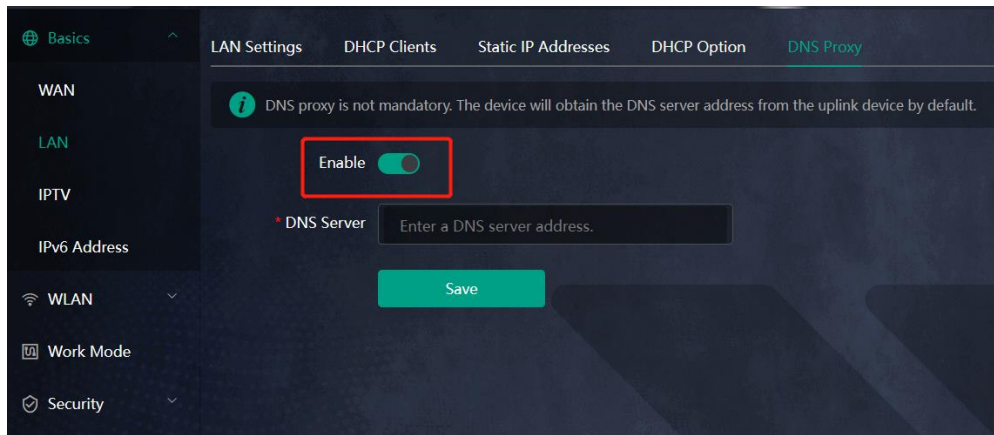 Basics
WAN
LAN
IPTV
IPv6 Address
WLAN
Work Mode
Security
LAN Settings DHCP Clients Static IP Addresses DHCP Option DNS Proxy
DNS proxy is not mandatory. The device will obtain the DNS server address from the uplink device by default.
Enable
* DNS Server Enter a DNS server address.
Save